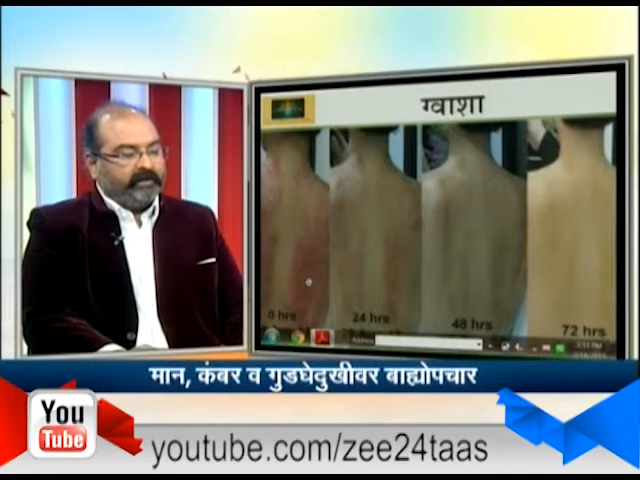 ग्वाशा
0 hrs
24 hrs
48 hrs
72 hrs
मान, कंबर व गुडघेदुखीवर बाह्योपचार
You
Tube
youtube.com/zee24taas